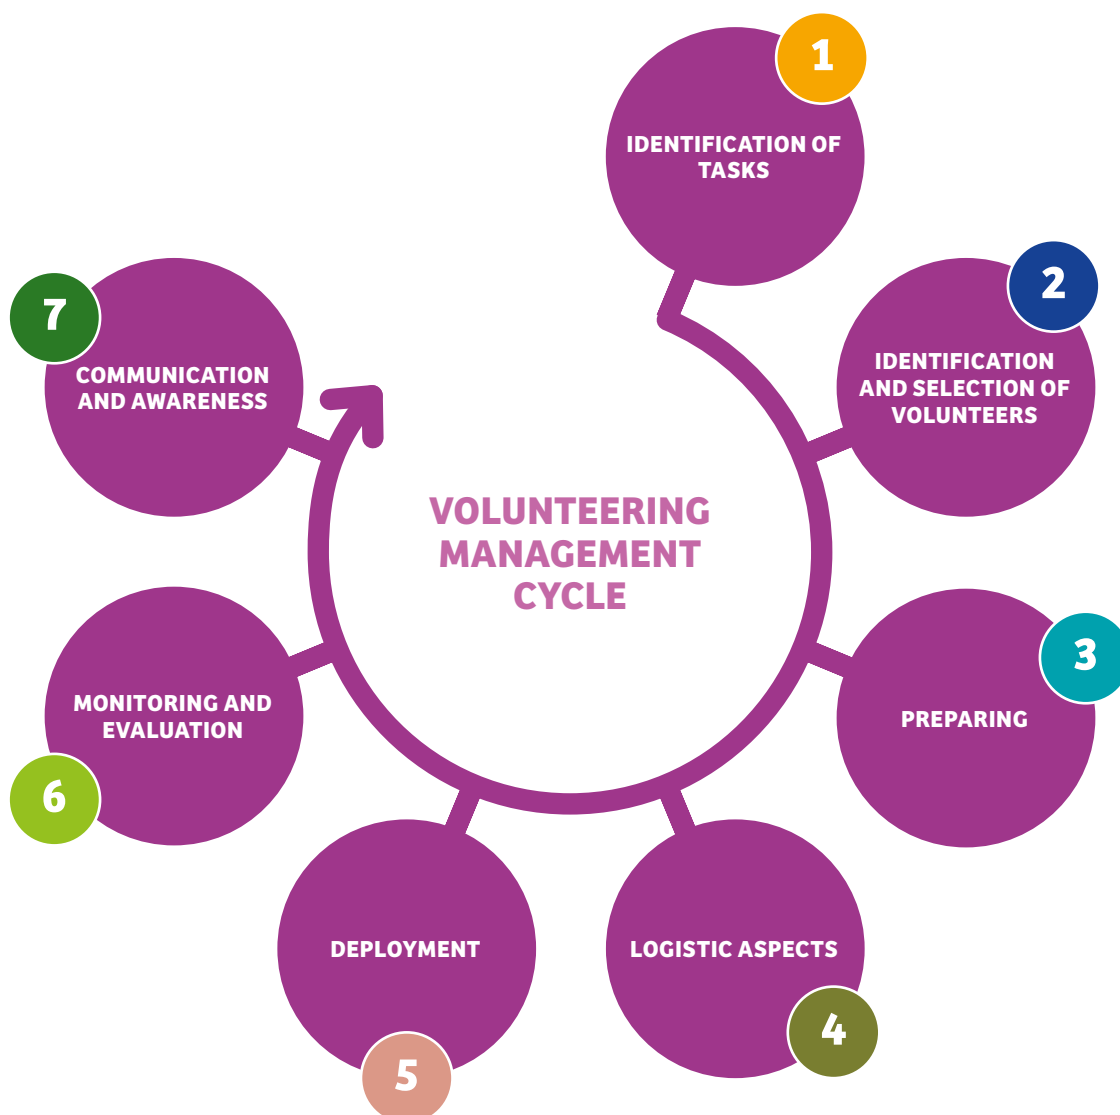 1
IDENTIFICATION OF
TASKS
2
IDENTIFICATION
AND SELECTION OF
VOLUNTEERS
3
PREPARING
4
LOGISTIC ASPECTS
5
DEPLOYMENT
6
MONITORING AND
EVALUATION
7
COMMUNICATION
AND AWARENESS
VOLUNTEERING
MANAGEMENT
CYCLE